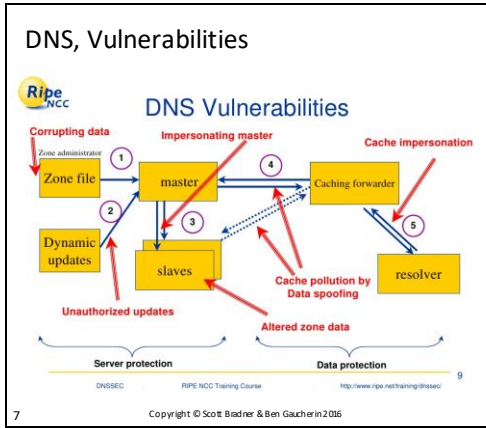 DNS, Vulnerabilities
Ripe
NCC
DNS Vulnerabilities
Corrupting data
Impersonating master
Cache impersonation
Zone administrator
1
4
Zone file
master
Caching forwarder
2
3
5
Dynamic
updates
slaves
resolver
Cache pollution by
Data spoofing
Unauthorized updates
Altered zone data
Server protection
Data protection
9
DNSSEC
RIPE NCC Training Course
http://www.ripe.net/training/dnssec/
7
Copyright © Scott Bradner & Ben Gaucherin 2016